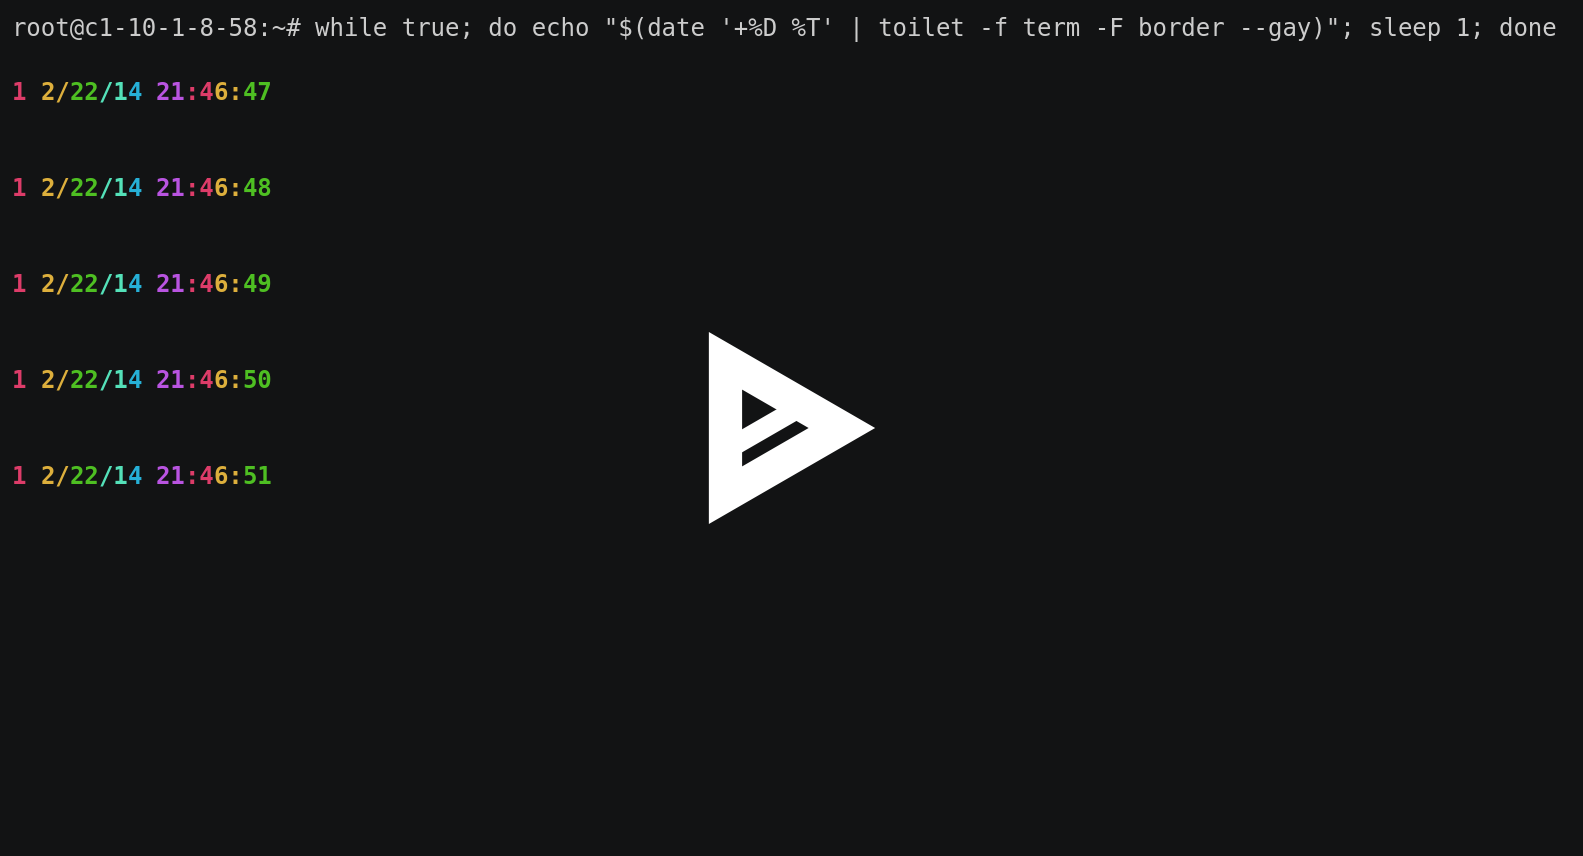 root@c1-10-1-8-58:~# while true; do echo "$(date '+%D %T' | toilet -f term -F border --gay)"; sleep 1; done
1 2/22/14 21:46:47
1 2/22/14 21:46:48
1 2/22/14 21:46:49
1 2/22/14 21:46:50
1 2/22/14 21:46:51